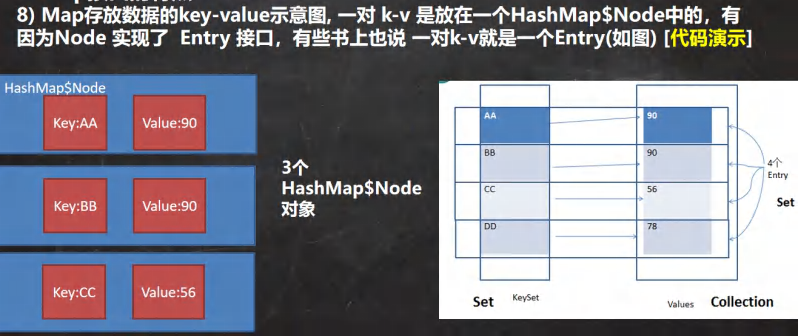 8) Map存放数据的key-value示意图, 一对 k-v 是放在一个HashMap$Node中的，有
因为Node 实现了 Entry 接口，有些书上也说 一对k-v就是一个Entry(如图) [代码演示]
HashMap$Node
Key:AA
Value:90
Key:BB
Value:90
Key:CC
Value:56
3个
HashMap$Node
对象
AA
90
BB
90
CC
56
DD
78
4个
Entry
Set
Set
KeySet
Values
Collection